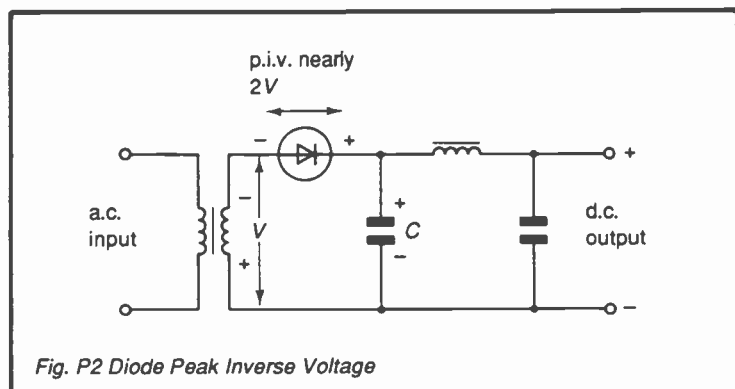 p.i.v. nearly
2V
− +
− +
a.c.
input
V
+
C
−
+
d.c.
output
−
Fig. P2 Diode Peak Inverse Voltage